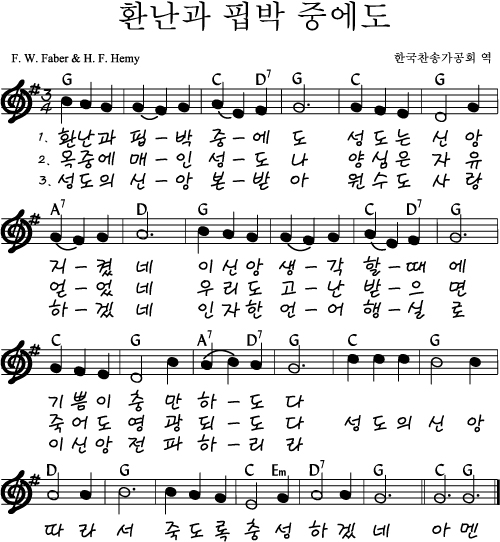 환난과 핍박 중에도
F. W. Faber & H. F. Hemy 한국찬송가공회 역
G C D7 G C G
3/4
1. 환난과 핍-박 중-에 도 성도는 신앙
2. 옥중에 매-인 성-도 나 양심은 자유
3. 성도의 신-앙 본-받 아 원수도 사랑
A7 D G C D7 G
저-켰 네 이신앙 생-각 할-때 에
얻-었 네 우리도 고-난 받-으 면
하-겠 네 인자한 언-어 행-실 로
C G A7 D7 G C G
기쁨이 충만하-도 다
죽어도 영광되-도 다 성도의 신앙
이신앙 전파하-리 라
D G C Em D7 G C G
따라서 죽도록 충성하겠네 아멘